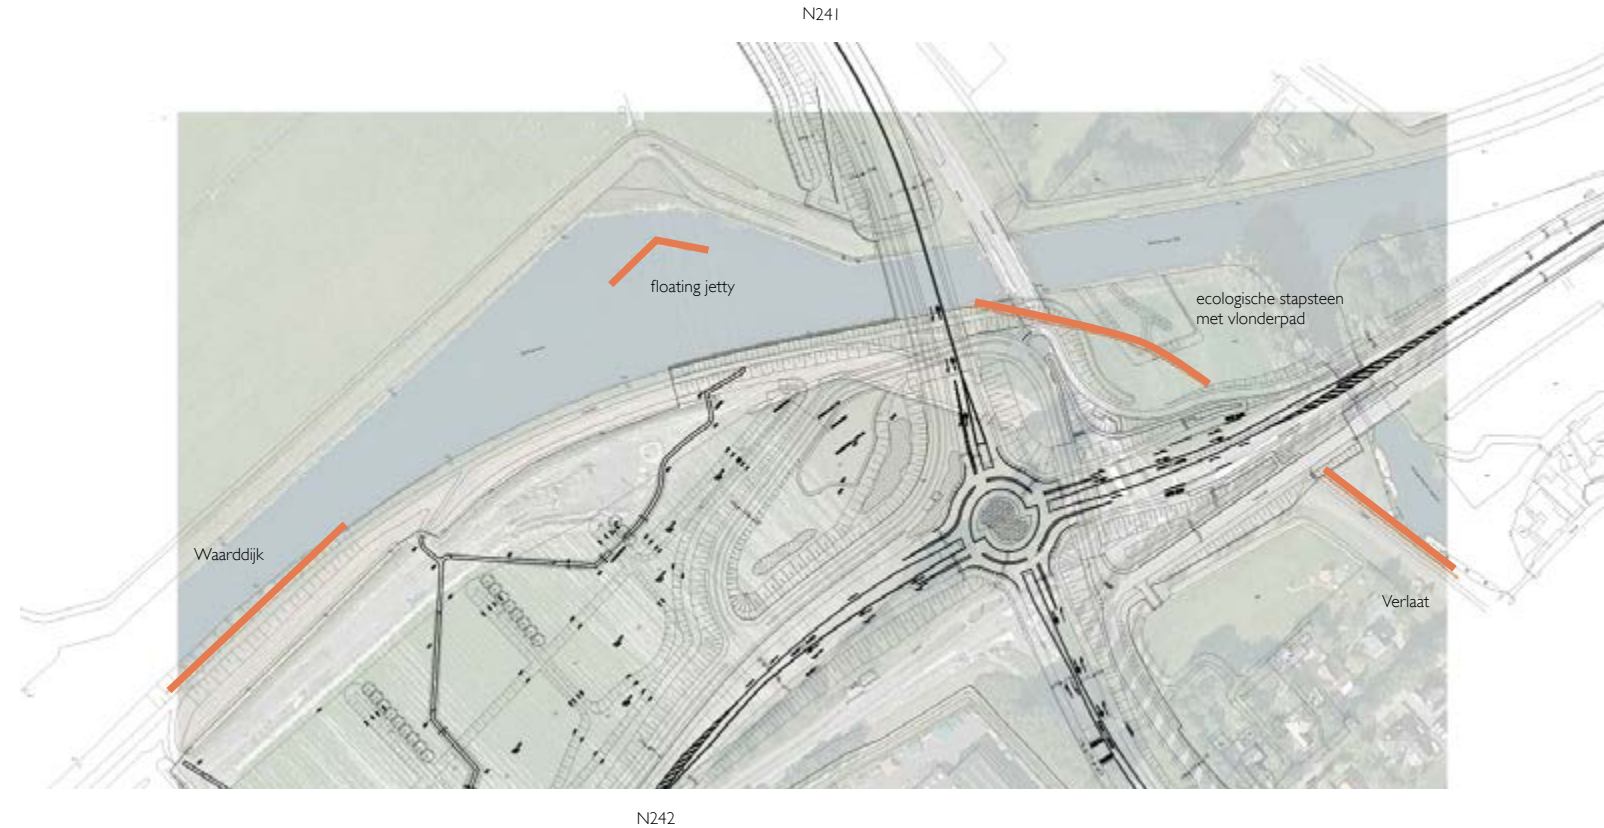 N241
floating jetty
ecologische stapsteen
met vlonderpad
Waarddijk
Verlaat
N242